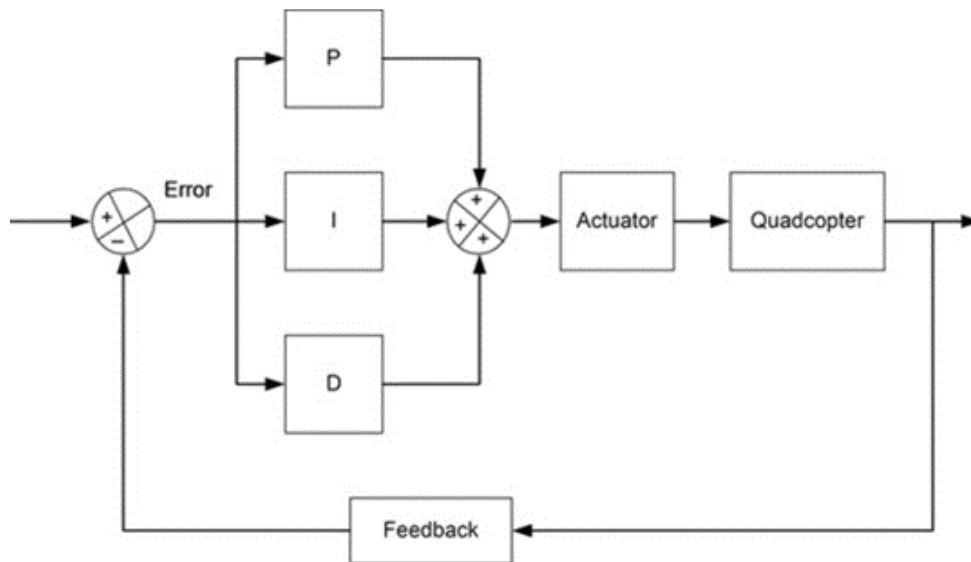 P
Error
+
−
I
+
+
+
Actuator
Quadcopter
D
Feedback